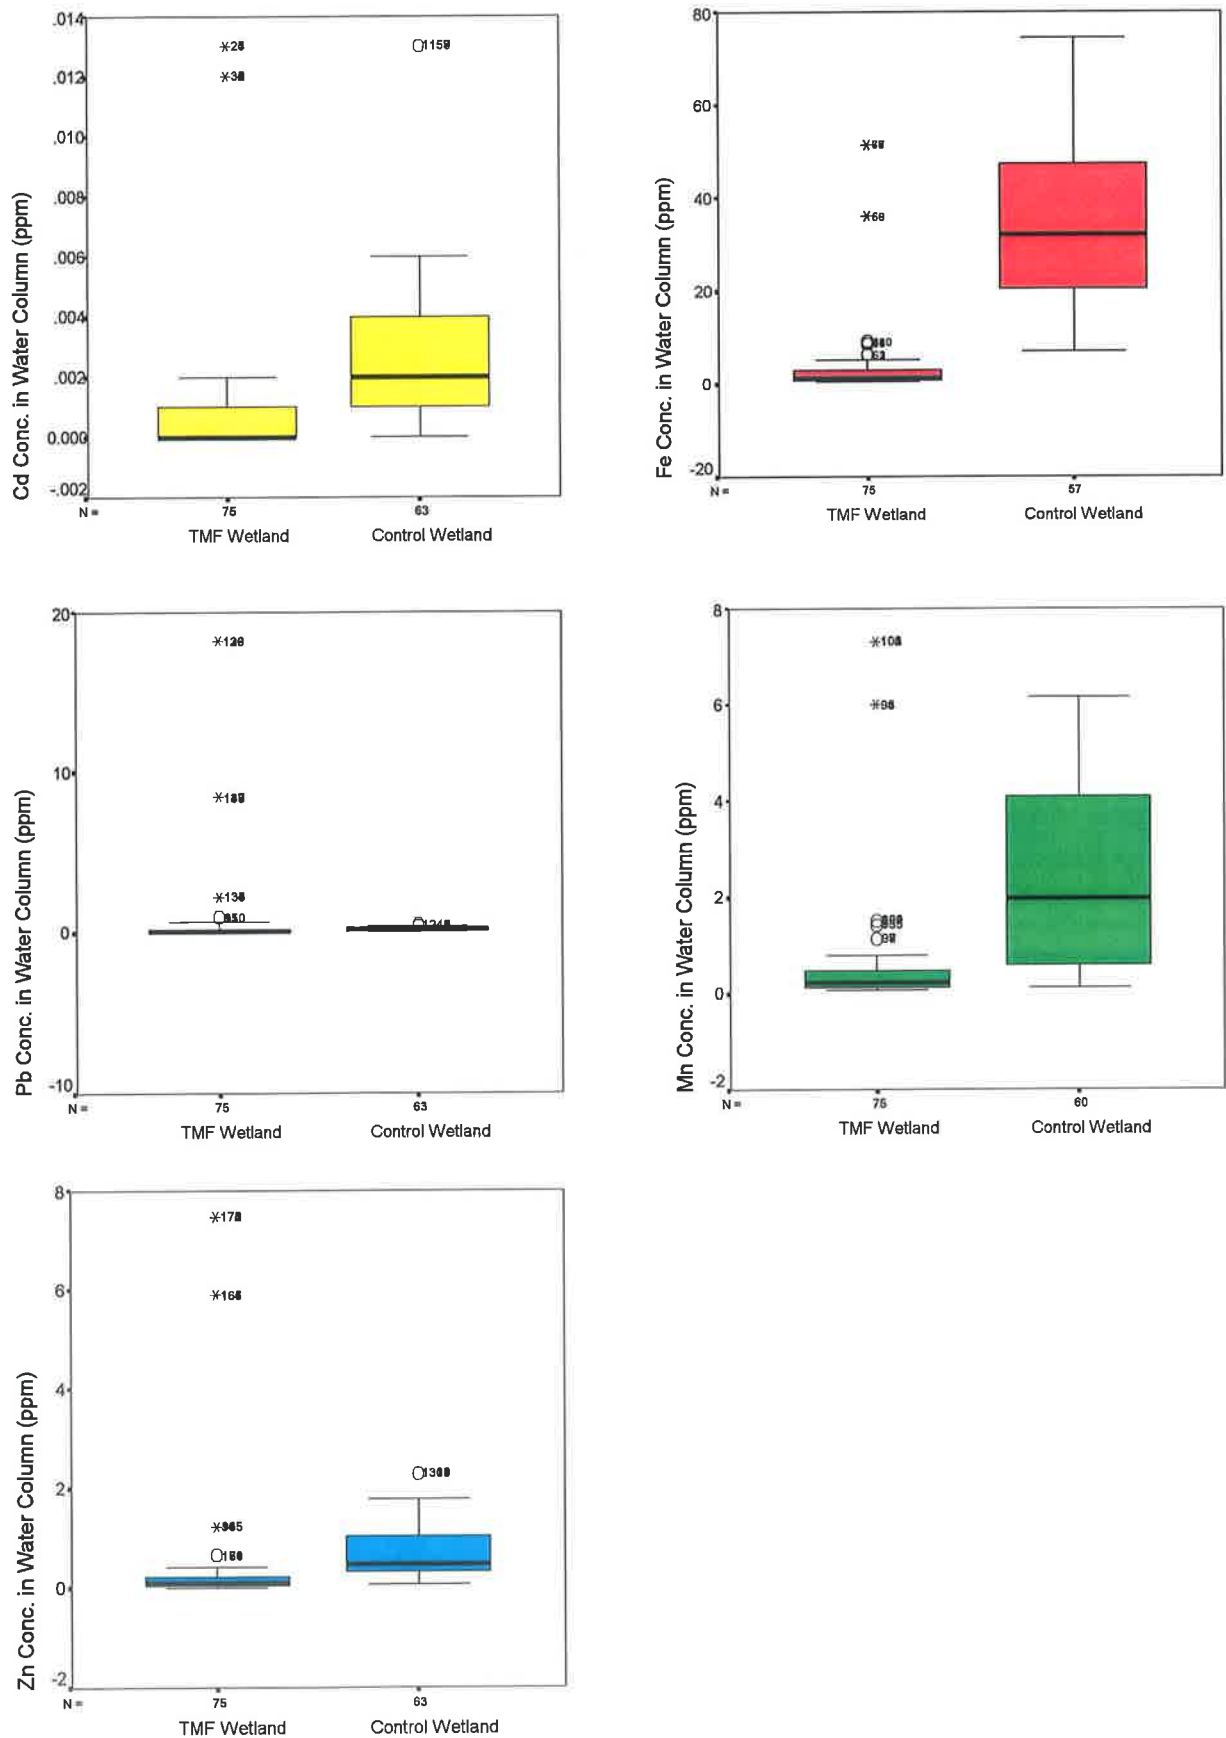 Cd Conc. in Water Column (ppm)
.014
.012
.010
.008
.006
.004
.002
0.000
-.002
N =
75
63
TMF Wetland
Control Wetland
Fe Conc. in Water Column (ppm)
80
60
40
20
0
-20
N =
75
57
TMF Wetland
Control Wetland
Pb Conc. in Water Column (ppm)
20
10
0
-10
N =
75
63
TMF Wetland
Control Wetland
Mn Conc. in Water Column (ppm)
8
6
4
2
0
-2
N =
75
60
TMF Wetland
Control Wetland
Zn Conc. in Water Column (ppm)
8
6
4
2
0
-2
N =
75
63
TMF Wetland
Control Wetland